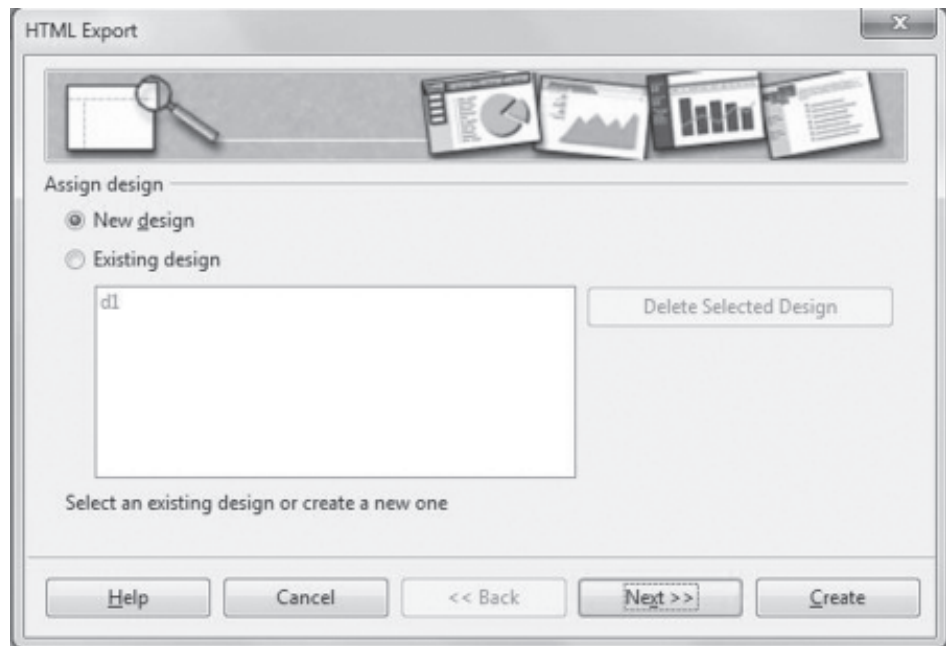 HTML Export
Assign design
New design
Existing design
d1
Delete Selected Design
Select an existing design or create a new one
Help
Cancel
<< Back
Next >>
Create